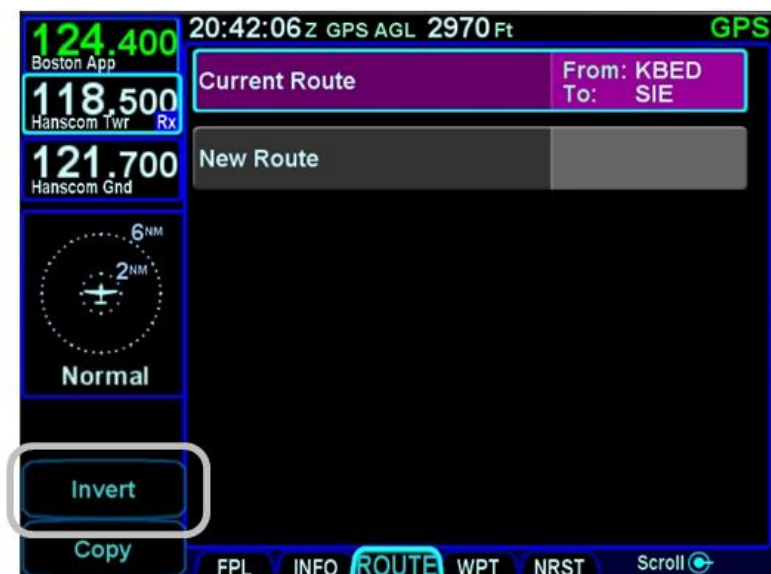 124.400
Boston App
118.500
Hanscom Twr Rx
121.700
Hanscom Gnd
6NM
2NM
Normal
Invert
Copy
20:42:06 Z GPS AGL 2970 Ft GPS
Current Route
From: KBED
To: SIE
New Route
FPL INFO ROUTE WPT NRST Scroll